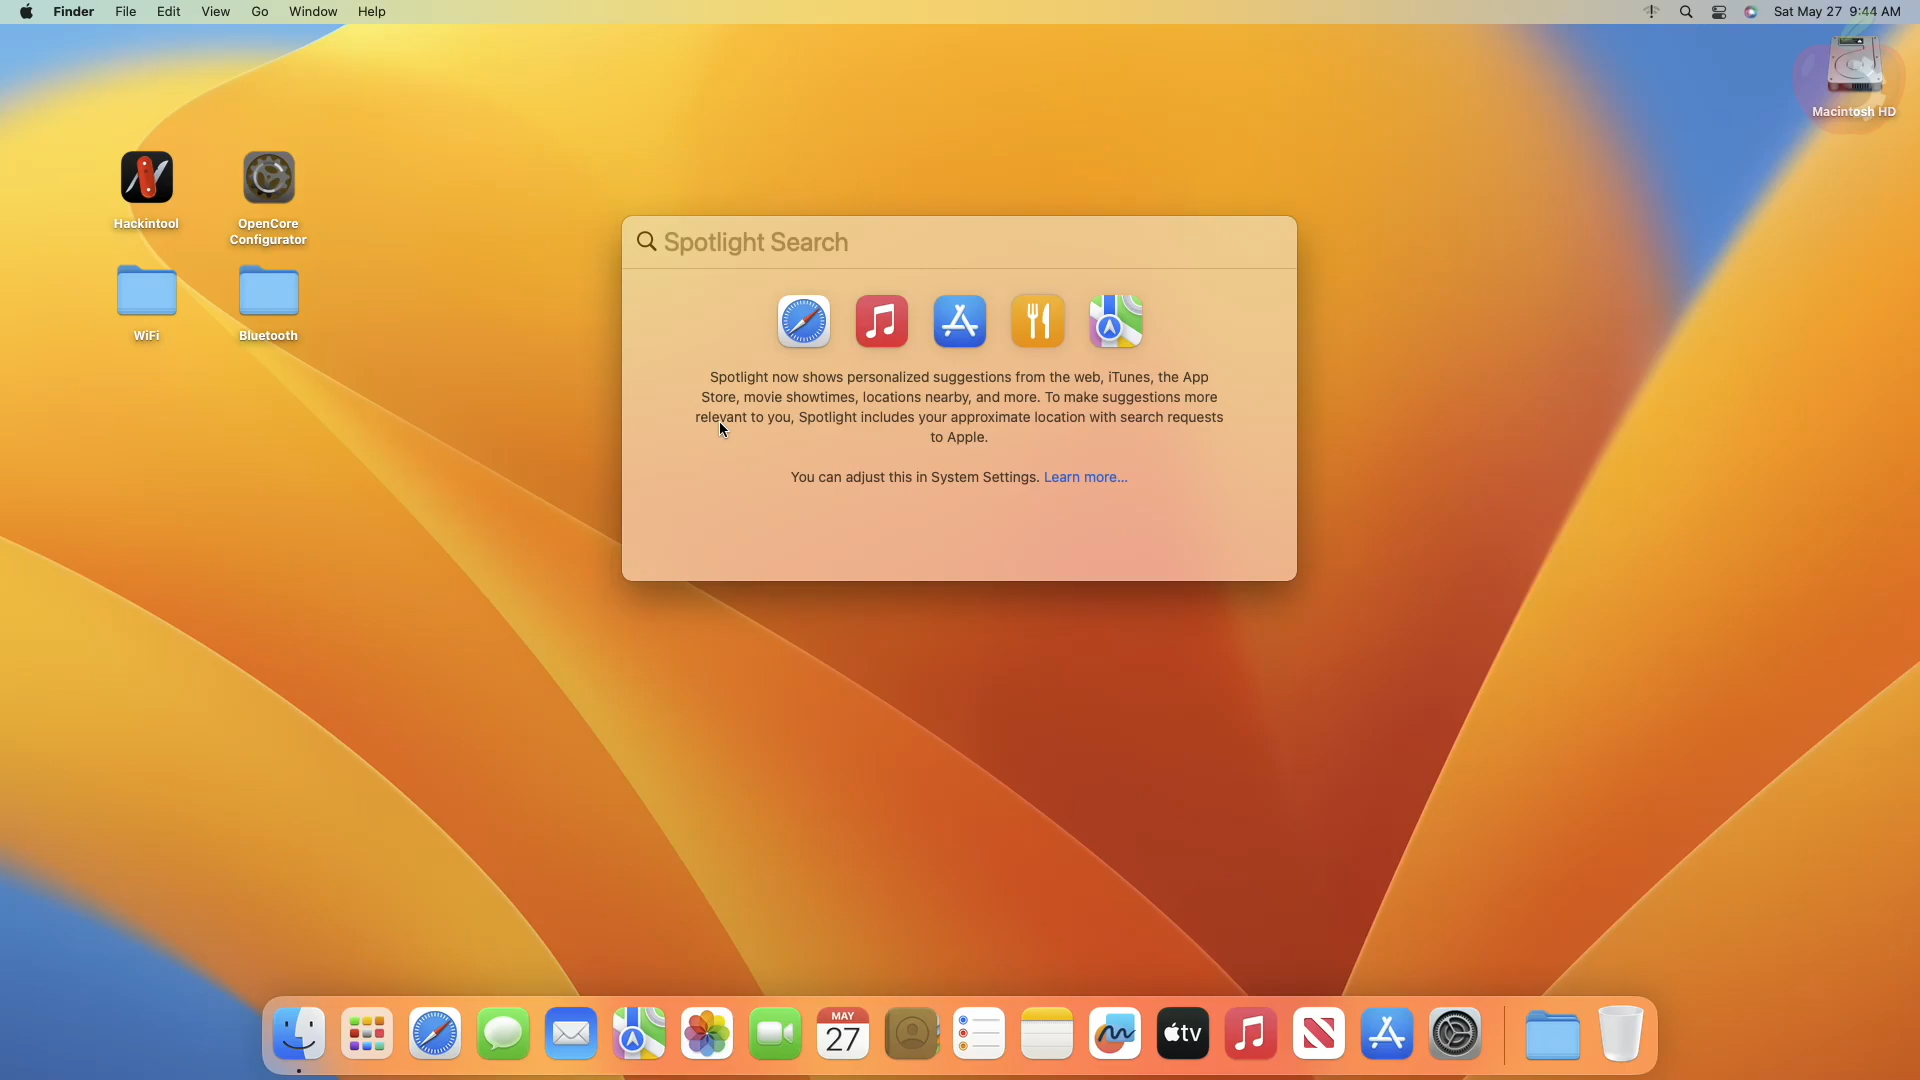 Finder File Edit View Go Window Help
Sat May 27 9:44 AM
Macintosh HD
Hackintool
OpenCore
Configurator
WiFi
Bluetooth
Spotlight Search
Spotlight now shows personalized suggestions from the web, iTunes, the App
Store, movie showtimes, locations nearby, and more. To make suggestions more
relevant to you, Spotlight includes your approximate location with search requests
to Apple.
You can adjust this in System Settings. Learn more...
MAY
27
tv